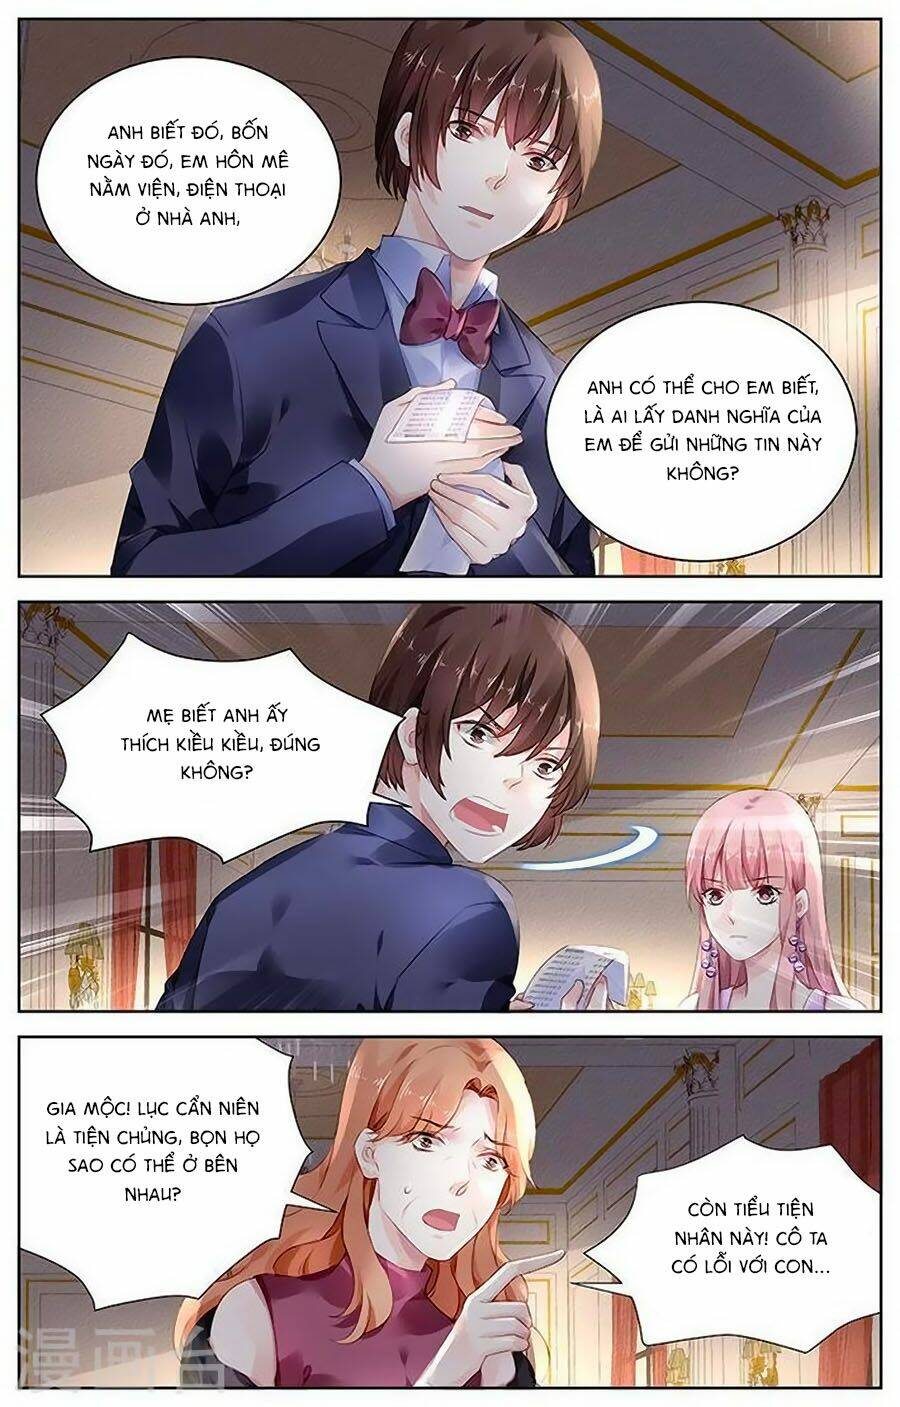 ANH BIẾT ĐÓ, BỐN
NGÀY ĐÓ, EM HÔN MÊ
NẰM VIỆN, ĐIỆN THOẠI
Ở NHÀ ANH,
ANH CÓ THỂ CHO EM BIẾT,
LÀ AI LẤY DANH NGHĨA CỦA
EM ĐỂ GỬI NHỮNG TIN NÀY
KHÔNG?
MẸ BIẾT ANH ẤY
THÍCH KIỀU KIỀU, ĐÚNG
KHÔNG?
GIA MỘC! LỤC CẨN NIÊN
LÀ TIỆN CHỦNG, BỌN HỌ
SAO CÓ THỂ Ở BÊN
NHAU?
CÒN TIỂU TIỆN
NHÂN NÀY! CÔ TA
CÓ LỖI VỚI CON...
漫画台